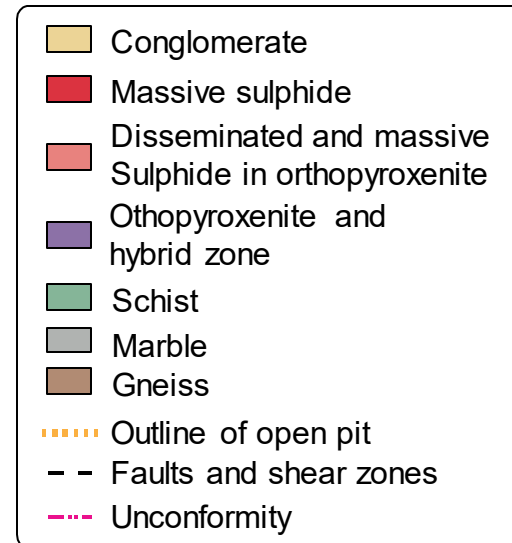 Conglomerate
Massive sulphide
Disseminated and massive
Sulphide in orthopyroxenite
Othopyroxenite and
hybrid zone
Schist
Marble
Gneiss
Outline of open pit
Faults and shear zones
Unconformity